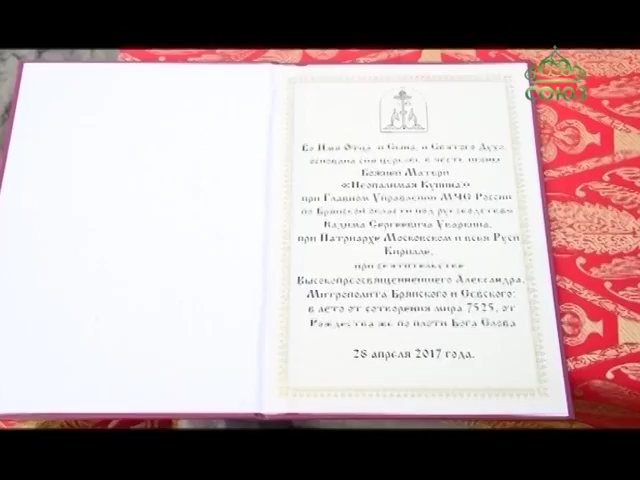 СОЮЗ
Во Имя Отца, и Сына, и Святого Духа,
основана сия церковь в честь иконы
Божией Матери
«Неопалимая Купина»
при Главном Управлении МЧС России
по Брянской области под руководством
Вадима Сергеевича Уваркина,
при Патриархе Московском и всея Руси
Кирилле,
при святительстве
Высокопреосвященнейшего Александра,
Митрополита Брянского и Севского:
в лето от сотворения мира 7525, от
Рождества же по плоти Бога Слова
28 апреля 2017 года.